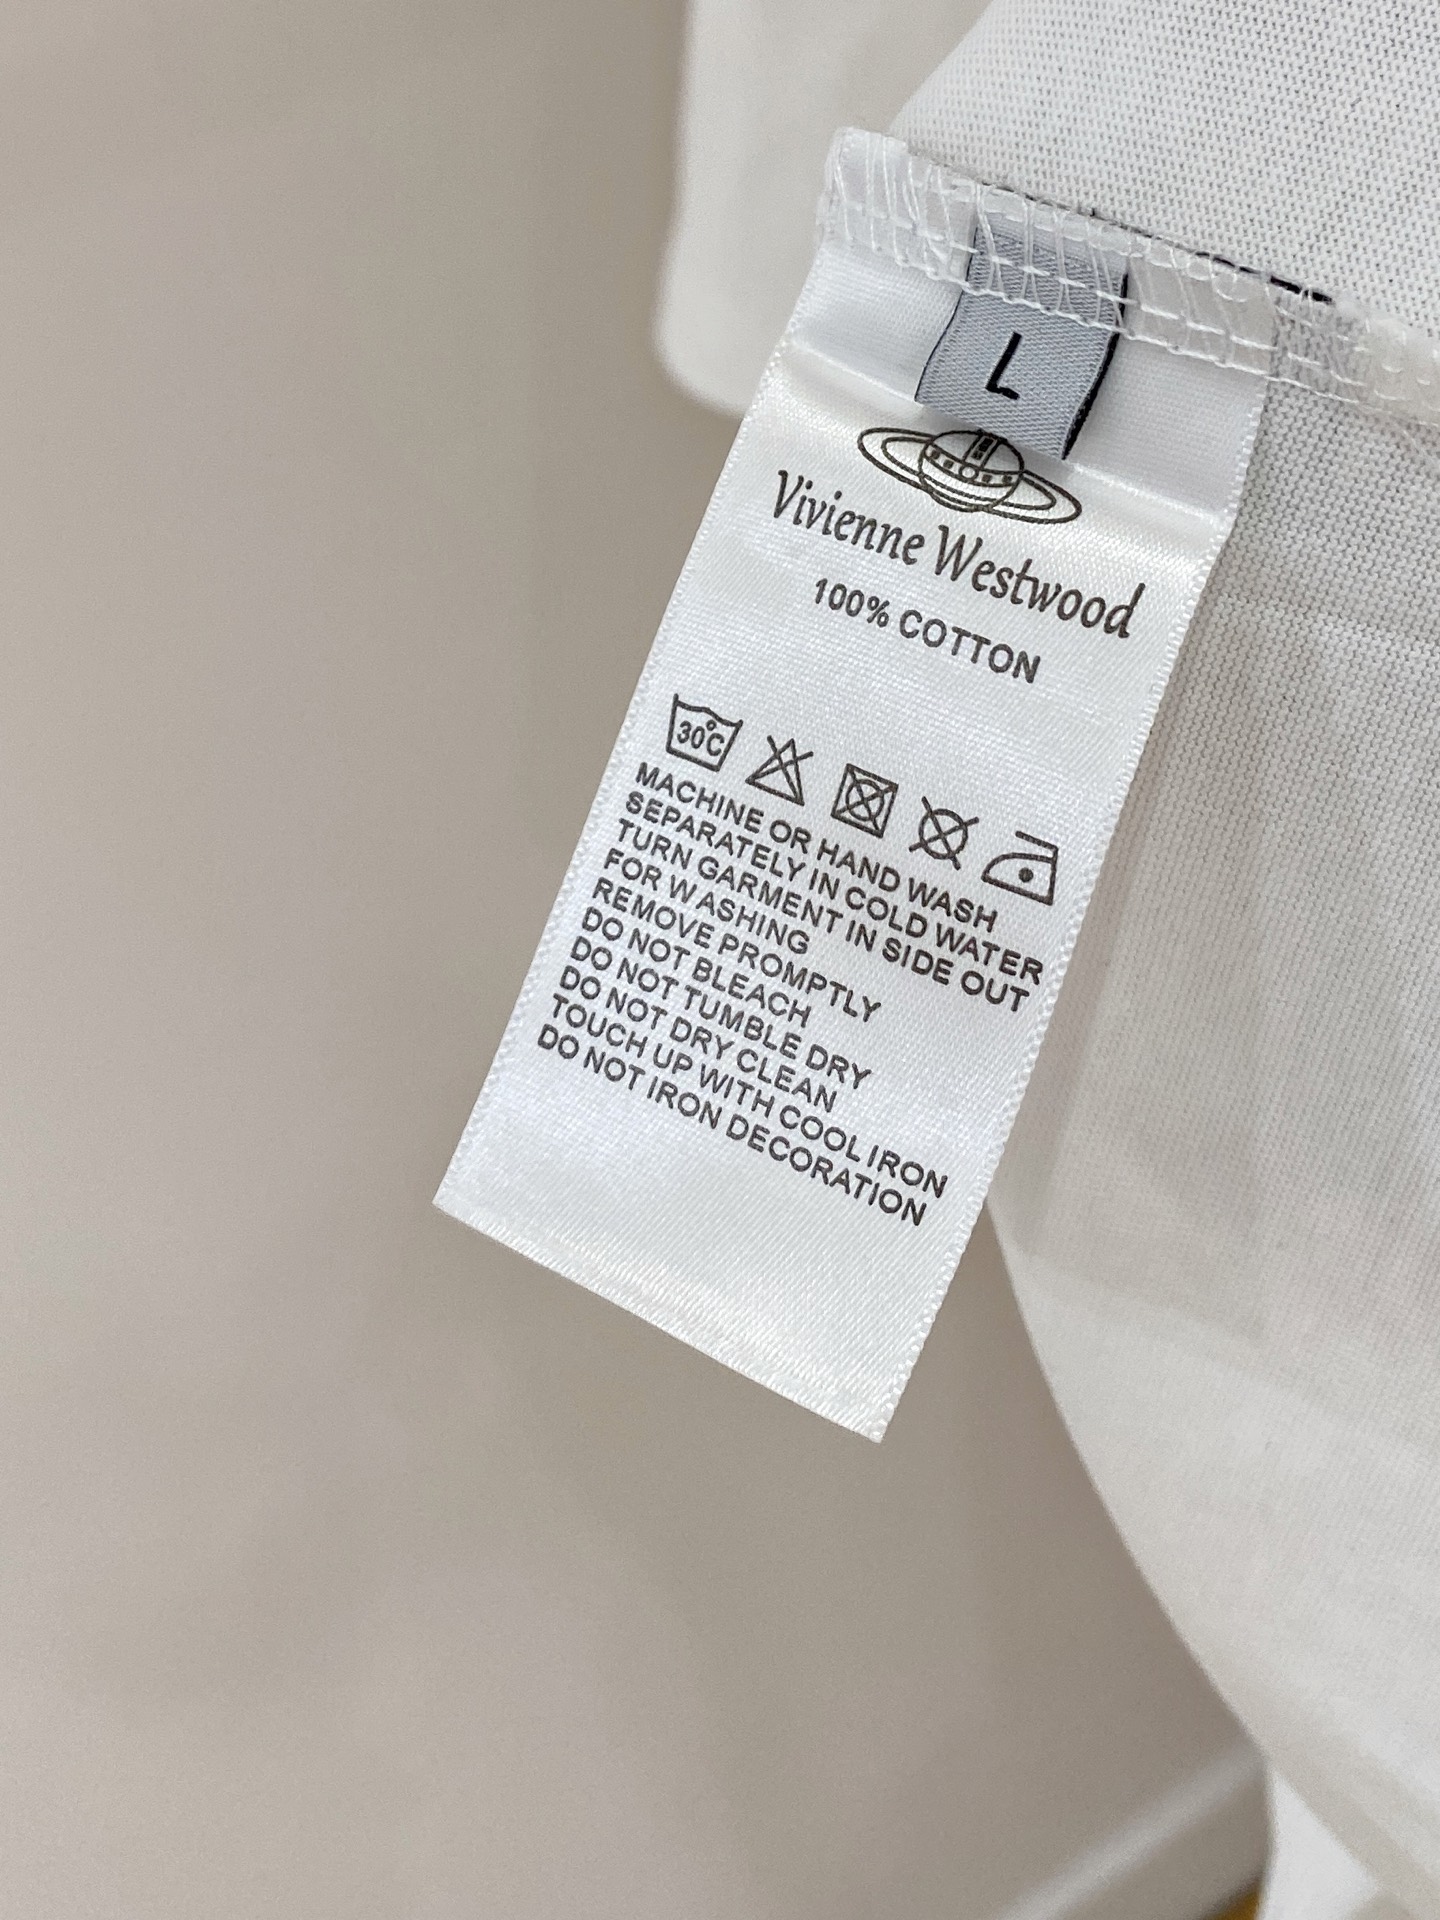 L
Vivienne Westwood
100% COTTON
30°C
MACHINE OR HAND WASH
SEPARATELY IN COLD WATER
TURN GARMENT IN SIDE OUT
FOR WASHING
REMOVE PROMPTLY
DO NOT BLEACH
DO NOT TUMBLE DRY
DO NOT DRY CLEAN
TOUCH UP WITH COOL IRON
DO NOT IRON DECORATION